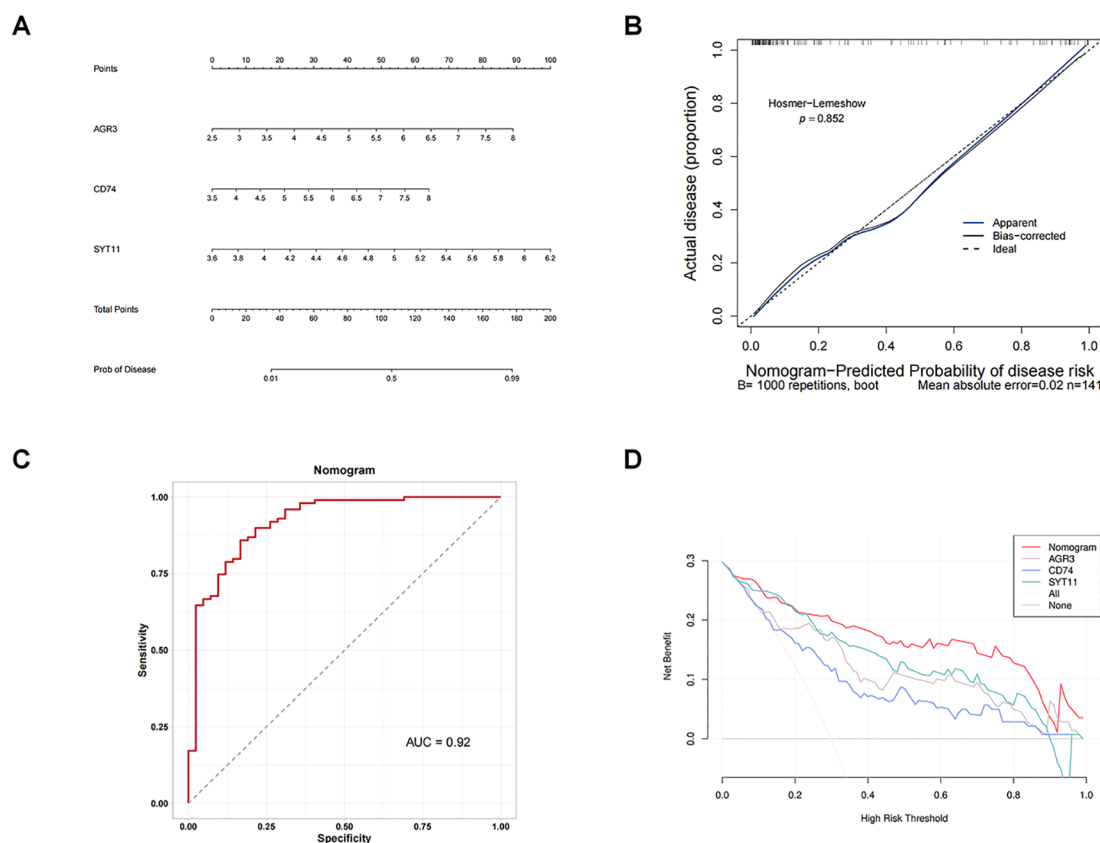 A
Points
0 10 20 30 40 50 60 70 80 90 100
AGR3
2.5 3 3.5 4 4.5 5 5.5 6 6.5 7 7.5 8
CD74
3.5 4 4.5 5 5.5 6 6.5 7 7.5 8
SYT11
3.6 3.8 4 4.2 4.4 4.6 4.8 5 5.2 5.4 5.6 5.8 6 6.2
Total Points
0 20 40 60 80 100 120 140 160 180 200
Prob of Disease
0.01 0.5 0.99
B
Actual disease (proportion)
1.0
0.8
0.6
0.4
0.2
0.0
Hosmer-Lemeshow
p = 0.852
Apparent
Bias-corrected
Ideal
0.0 0.2 0.4 0.6 0.8 1.0
Nomogram-Predicted Probability of disease risk
B= 1000 repetitions, boot Mean absolute error=0.02 n=141
C
Nomogram
Sensitivity
1.00
0.75
0.50
0.25
0.00
AUC = 0.92
0.00 0.25 0.50 0.75 1.00
Specificity
D
Net Benefit
0.3
0.2
0.1
0.0
Nomogram
AGR3
CD74
SYT11
All
None
0.0 0.2 0.4 0.6 0.8 1.0
High Risk Threshold